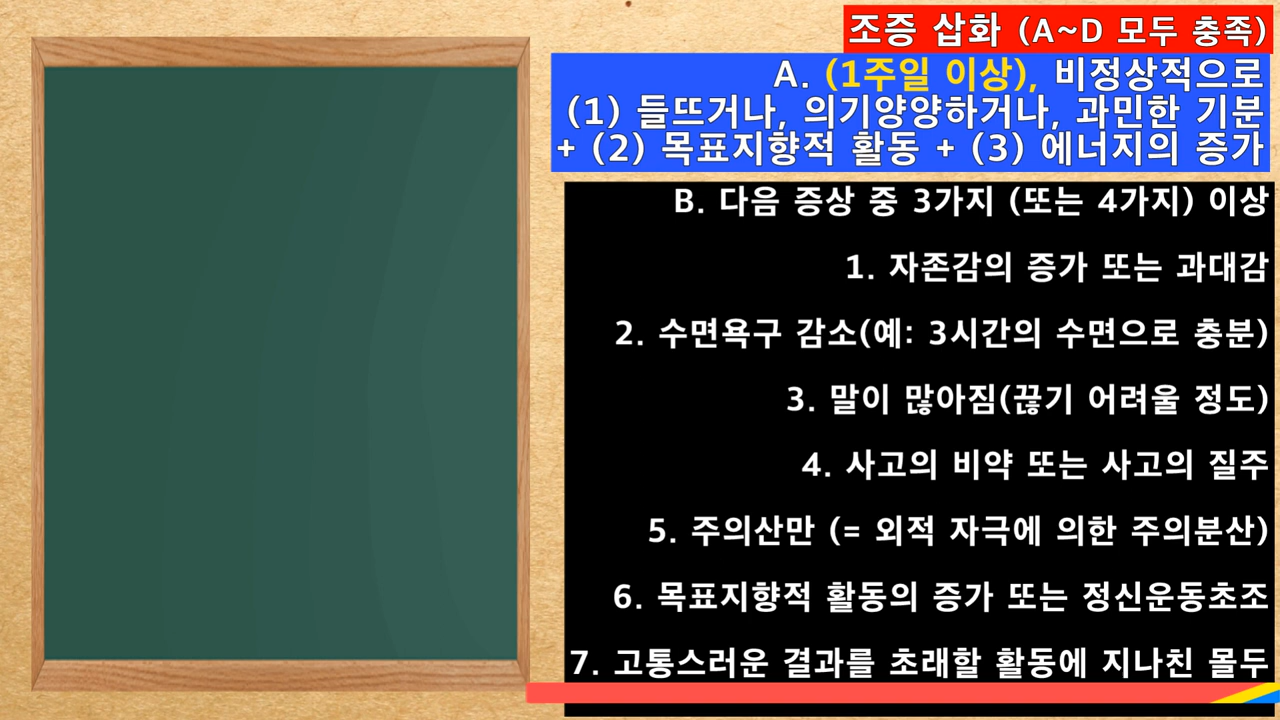 조증 삽화 (A~D 모두 충족)
A. (1주일 이상), 비정상적으로
(1) 들뜨거나, 의기양양하거나, 과민한 기분
+ (2) 목표지향적 활동 + (3) 에너지의 증가
B. 다음 증상 중 3가지 (또는 4가지) 이상
1. 자존감의 증가 또는 과대감
2. 수면욕구 감소(예: 3시간의 수면으로 충분)
3. 말이 많아짐(끊기 어려울 정도)
4. 사고의 비약 또는 사고의 질주
5. 주의산만 (= 외적 자극에 의한 주의분산)
6. 목표지향적 활동의 증가 또는 정신운동초조
7. 고통스러운 결과를 초래할 활동에 지나친 몰두